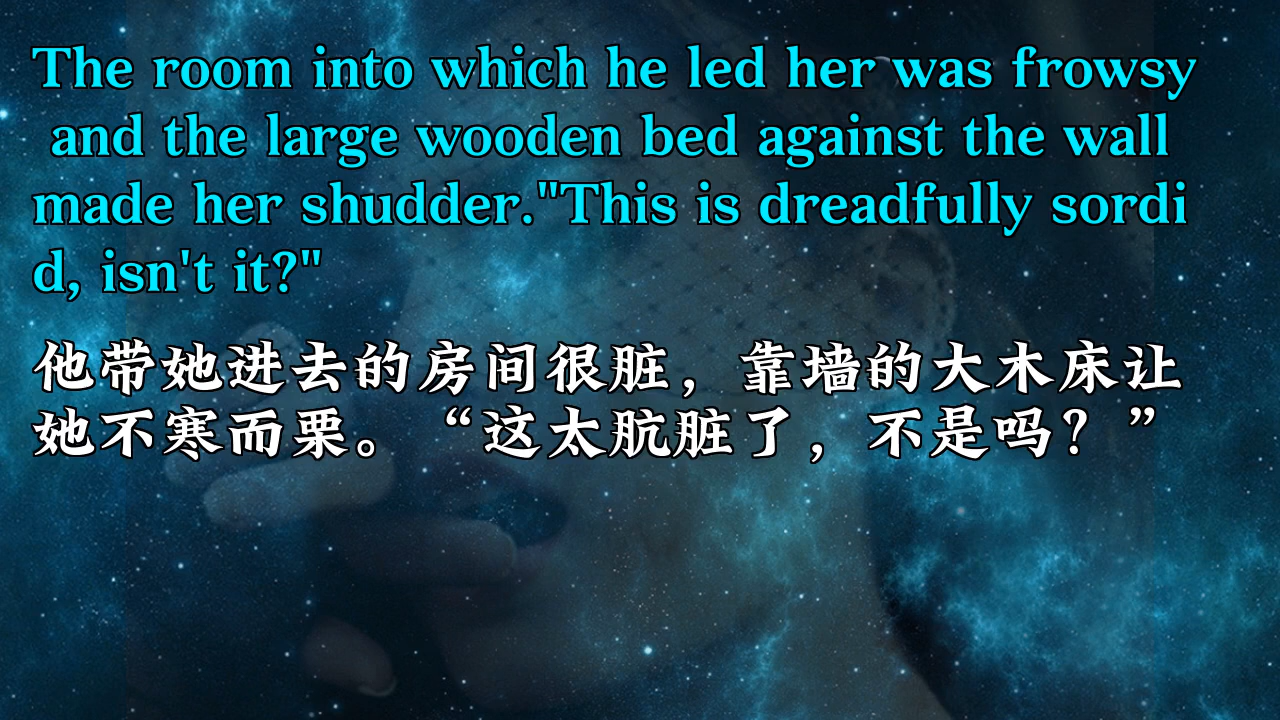 The room into which he led her was frowsy
and the large wooden bed against the wall
made her shudder."This is dreadfully sordi
d, isn't it?"
他带她进去的房间很脏，靠墙的大木床让
她不寒而栗。“这太肮脏了，不是吗？”